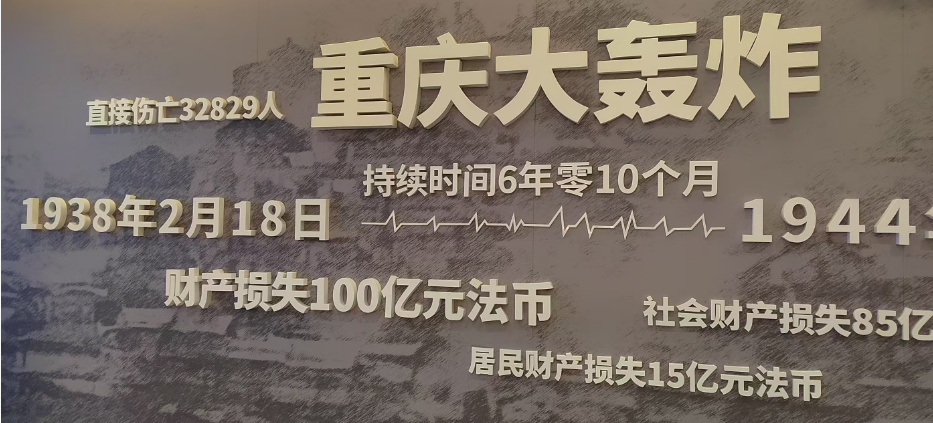 重庆大轰炸
直接伤亡32829人
持续时间6年零10个月
1938年2月18日
1944
财产损失100亿元法币
社会财产损失85亿
居民财产损失15亿元法币